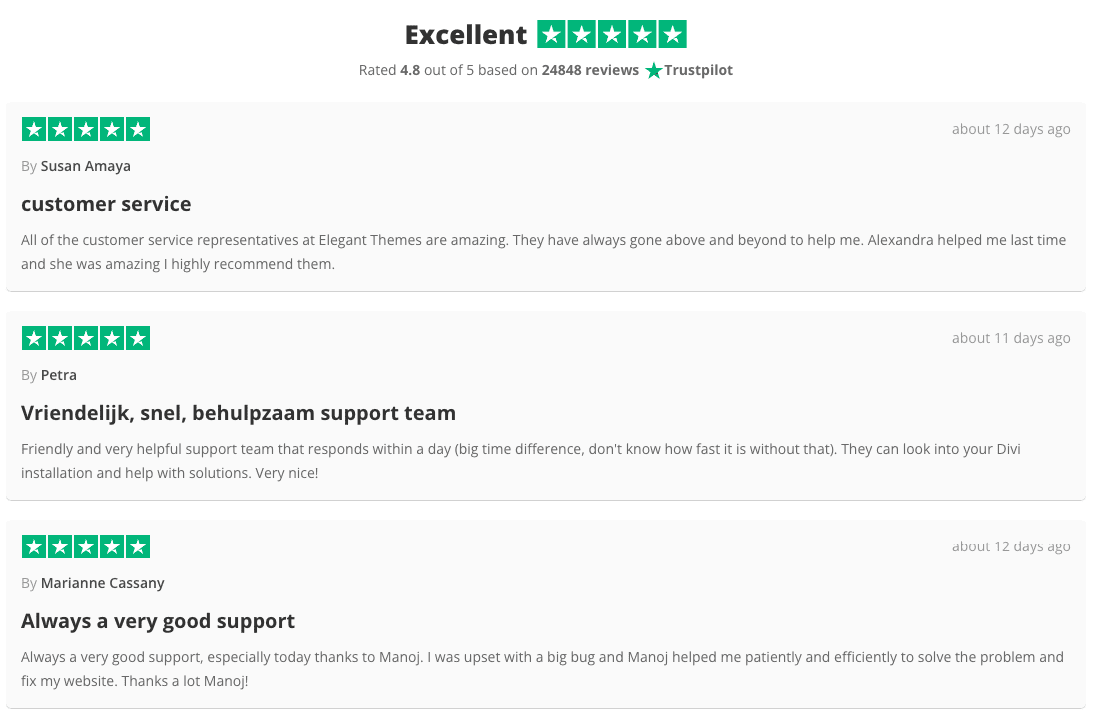 Excellent
Rated 4.8 out of 5 based on 24848 reviews Trustpilot
about 12 days ago
By Susan Amaya
customer service
All of the customer service representatives at Elegant Themes are amazing. They have always gone above and beyond to help me. Alexandra helped me last time
and she was amazing I highly recommend them.
about 11 days ago
By Petra
Vriendelijk, snel, behulpzaam support team
Friendly and very helpful support team that responds within a day (big time difference, don't know how fast it is without that). They can look into your Divi
installation and help with solutions. Very nice!
about 12 days ago
By Marianne Cassany
Always a very good support
Always a very good support, especially today thanks to Manoj. I was upset with a big bug and Manoj helped me patiently and efficiently to solve the problem and
fix my website. Thanks a lot Manoj!